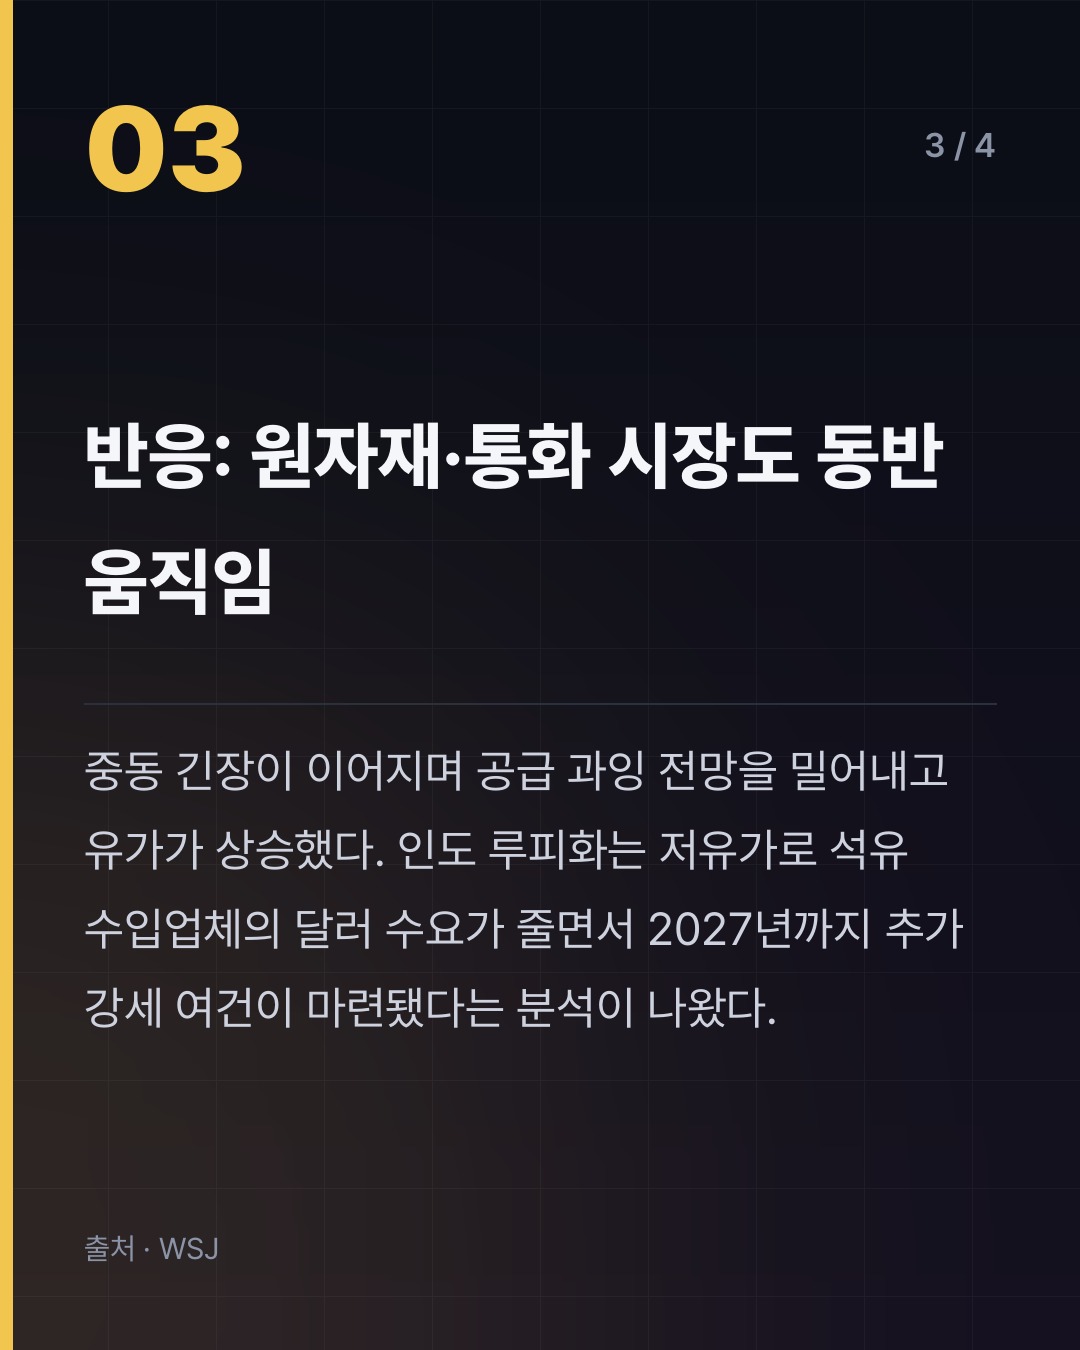 03
3 / 4
반응: 원자재·통화 시장도 동반
움직임
중동 긴장이 이어지며 공급 과잉 전망을 밀어내고
유가가 상승했다. 인도 루피화는 저유가로 석유
수입업체의 달러 수요가 줄면서 2027년까지 추가
강세 여건이 마련됐다는 분석이 나왔다.
출처 · WSJ